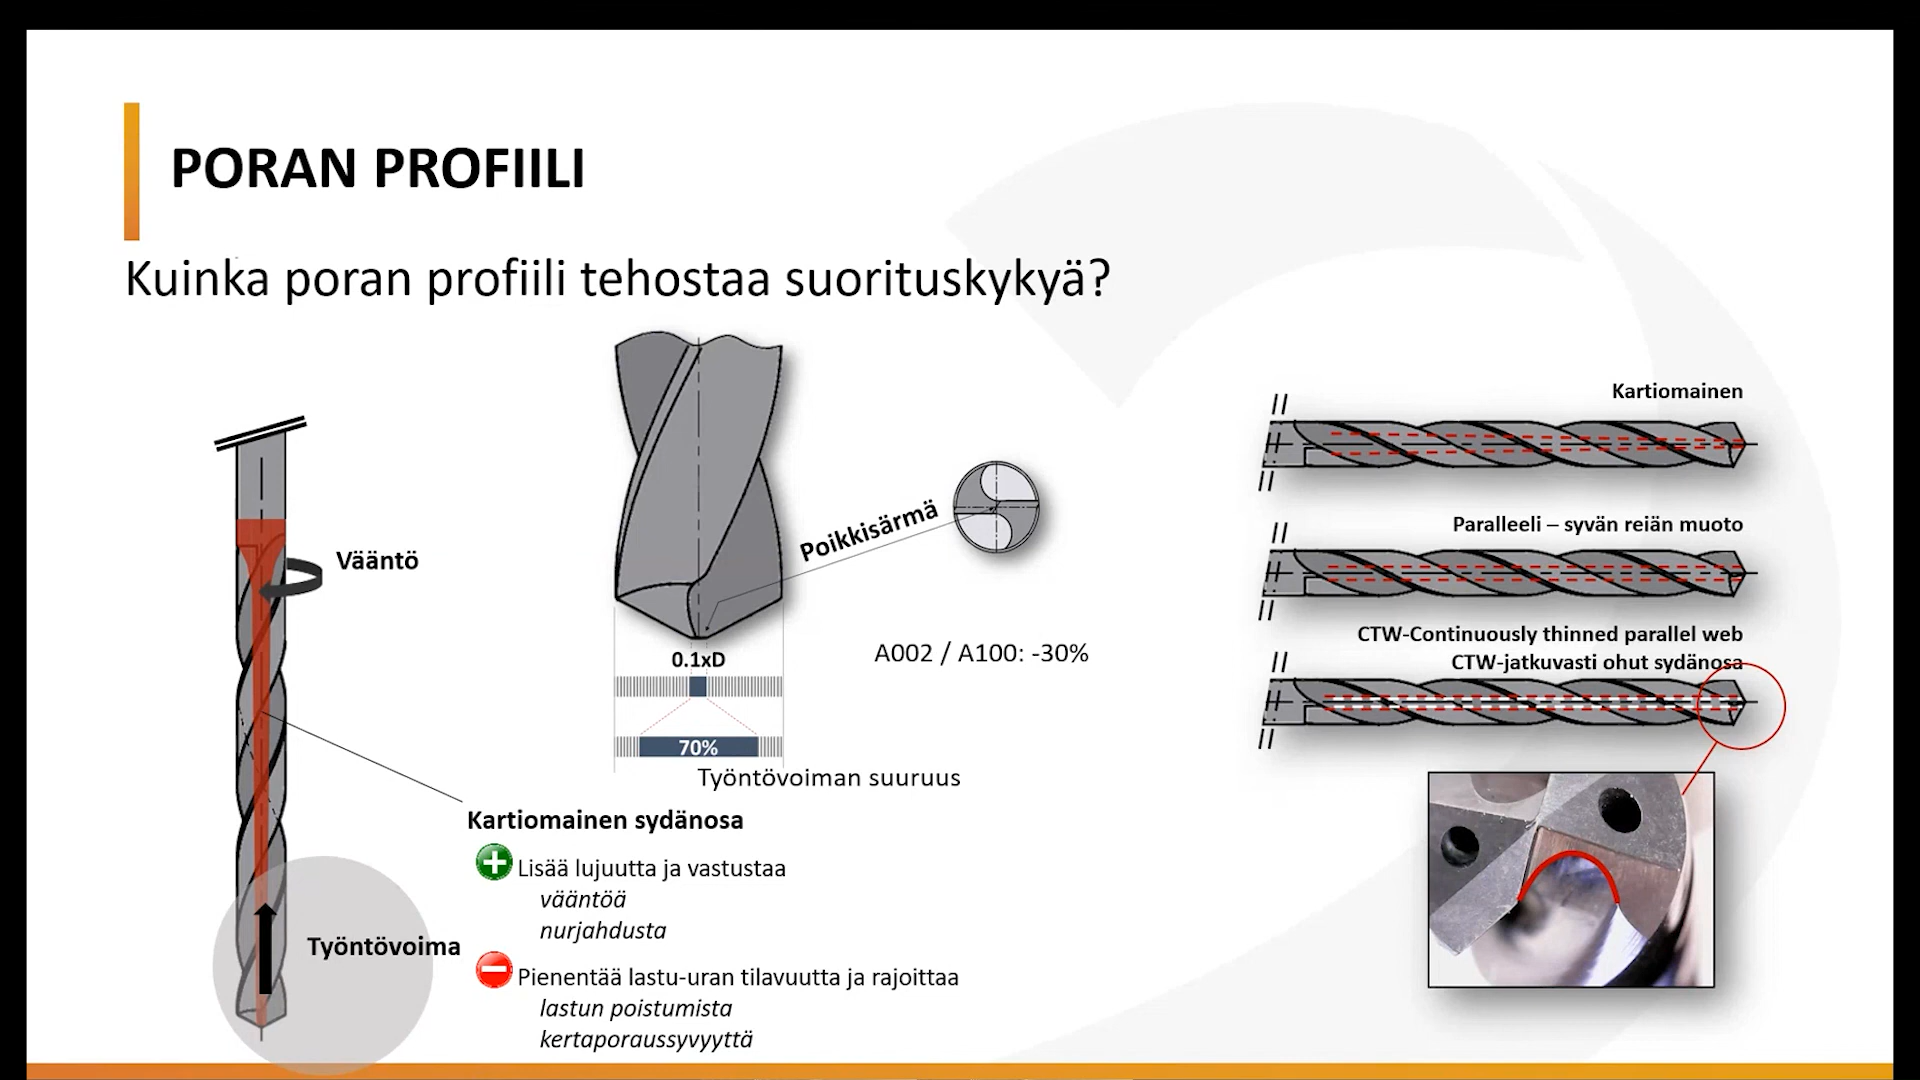 PORAN PROFIILI
Kuinka poran profiili tehostaa suorituskykyä?
Vääntö
Työntövoima
Kartiomainen sydänosa
Lisää lujuutta ja vastustaa
vääntöä
nurjahdusta
Pienentää lastu-uran tilavuutta ja rajoittaa
lastun poistumista
kertaporaussyvyyttä
Poikkisärmä
0.1xD
70%
Työntövoiman suuruus
A002 / A100: -30%
Kartiomainen
Paralleeli – syvän reiän muoto
CTW-Continuously thinned parallel web
CTW-jatkuvasti ohut sydänosa